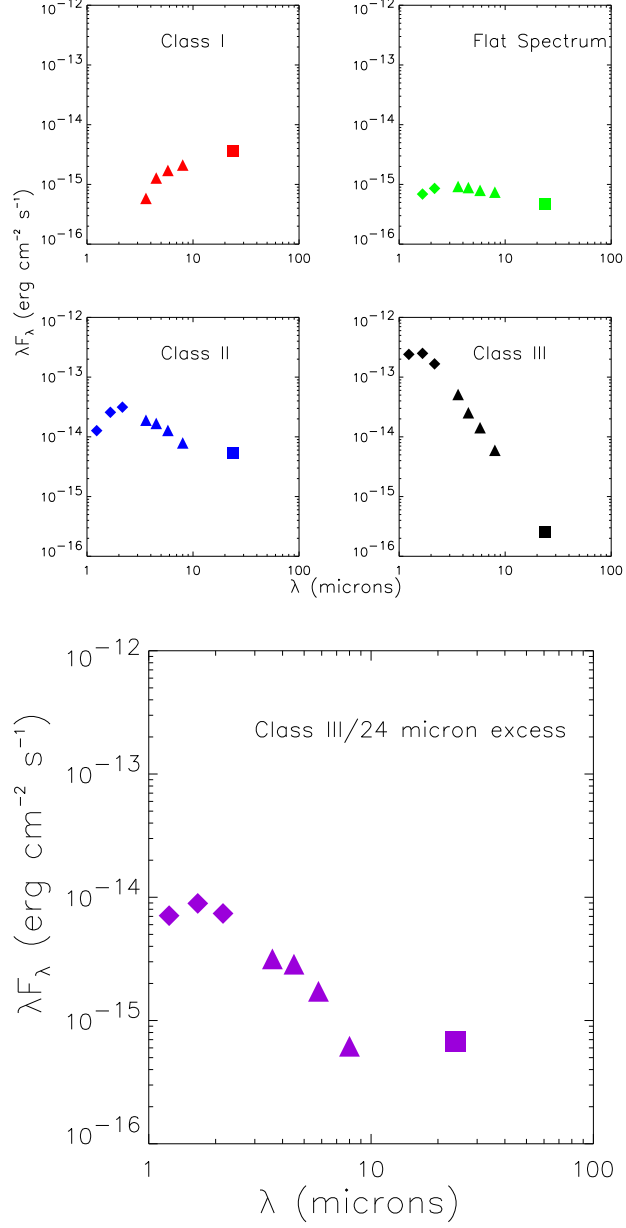 10⁻¹² 10⁻¹²
Class I Flat Spectrum
10⁻¹³ 10⁻¹³
10⁻¹⁴ 10⁻¹⁴
10⁻¹⁵ 10⁻¹⁵
10⁻¹⁶ 10⁻¹⁶
1 10 100 1 10 100
λF_λ (erg cm⁻² s⁻¹)
10⁻¹² 10⁻¹²
Class II Class III
10⁻¹³ 10⁻¹³
10⁻¹⁴ 10⁻¹⁴
10⁻¹⁵ 10⁻¹⁵
10⁻¹⁶ 10⁻¹⁶
1 10 100 1 10 100
λ (microns)
10⁻¹²
Class III/24 micron excess
10⁻¹³
10⁻¹⁴
10⁻¹⁵
10⁻¹⁶
λF_λ (erg cm⁻² s⁻¹)
1 10 100
λ (microns)